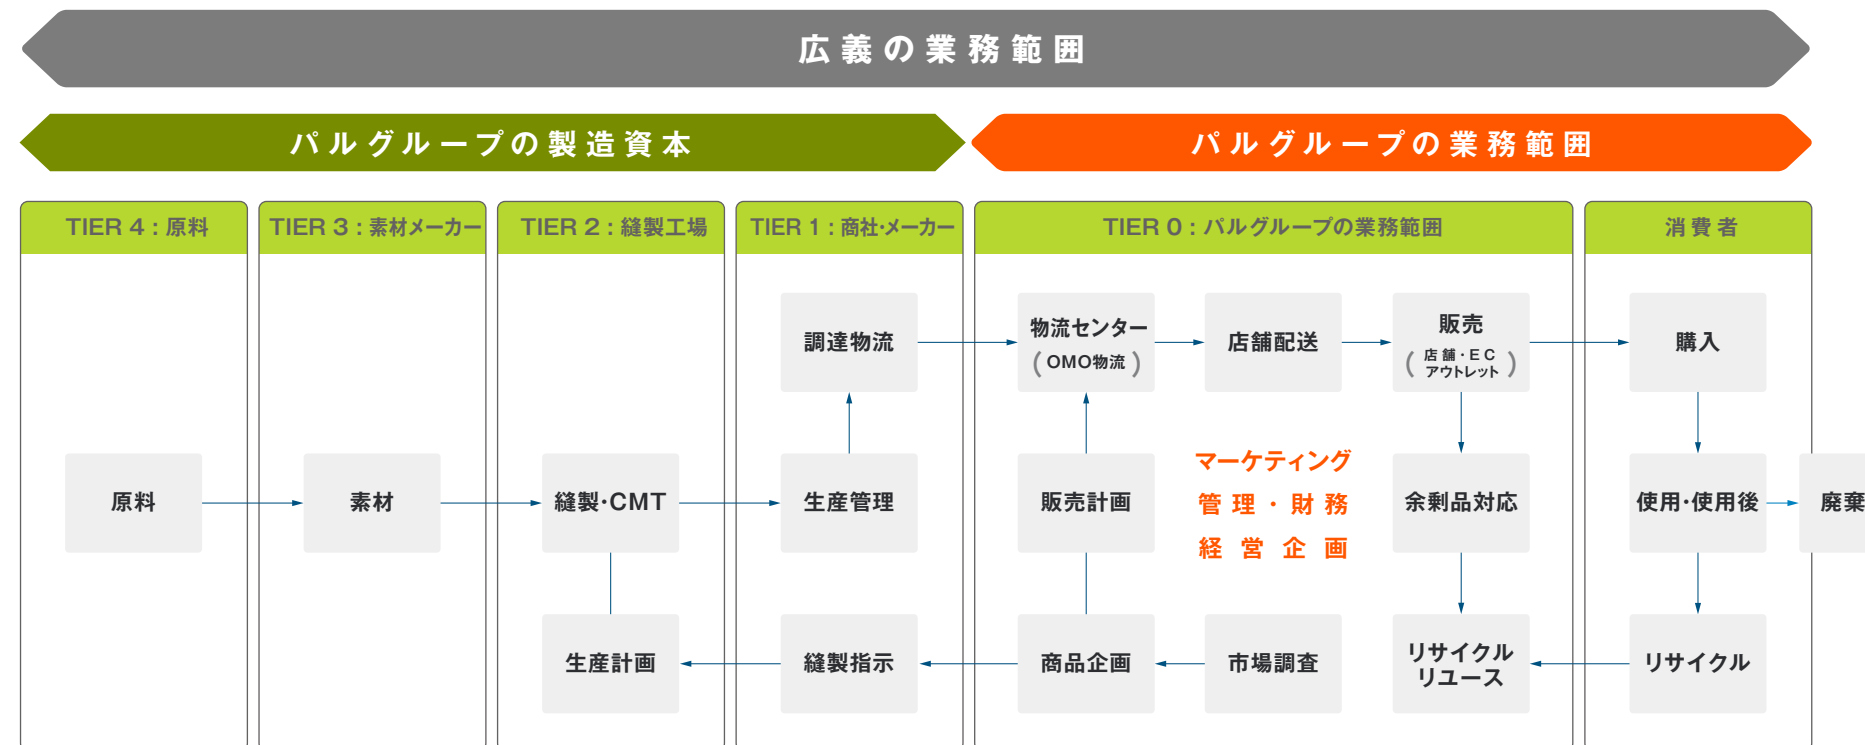 広義の業務範囲
パルグループの製造資本
パルグループの業務範囲
TIER 4 : 原料
TIER 3 : 素材メーカー
TIER 2 : 縫製工場
TIER 1 : 商社・メーカー
TIER 0 : パルグループの業務範囲
消費者
調達物流
物流センター
(OMO物流)
店舗配送
販売
(店舗・EC
アウトレット)
購入
原料
素材
縫製・CMT
生産管理
販売計画
マーケティング
管理・財務
経営企画
余剰品対応
使用・使用後
廃棄
生産計画
縫製指示
商品企画
市場調査
リサイクル
リユース
リサイクル